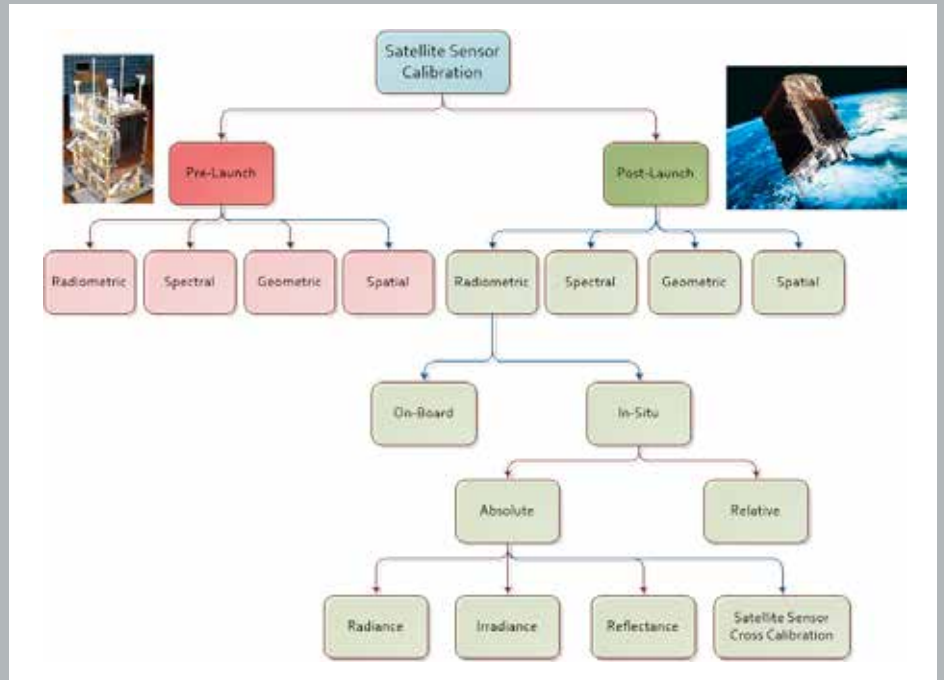 Satellite Sensor
Calibration
Pre-Launch
Post-Launch
Radiometric
Spectral
Geometric
Spatial
Radiometric
Spectral
Geometric
Spatial
On-Board
In-Situ
Absolute
Relative
Radiance
Irradiance
Reflectance
Satellite Sensor
Cross Calibration